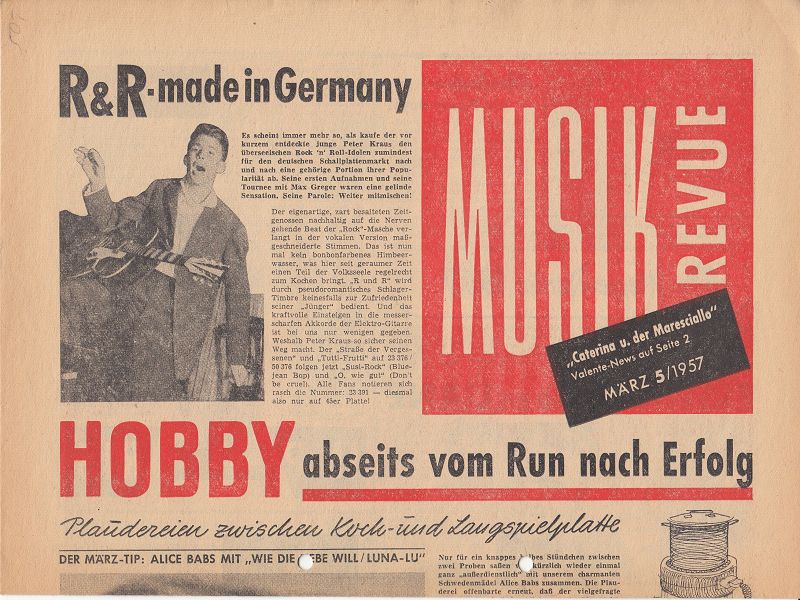 R&R-made in Germany
Es scheint immer mehr so, als kaufe der vor
kurzem entdeckte junge Peter Kraus den
überseeischen Rock 'n' Roll-Idolen zumindest
für den deutschen Schallplattenmarkt nach
und nach eine gehörige Portion ihrer Popu-
larität ab. Seine ersten Aufnahmen und seine
Tournee mit Max Greger waren eine gelinde
Sensation. Seine Parole: Weiter mitmischen!
Der eigenartige, zart besaiteten Zeit-
genossen nachhaltig auf die Nerven
gehende Beat der „Rock"-Masche ver-
langt in der vokalen Version maß-
geschneiderte Stimmen. Das ist nun
mal kein bonbonfarbenes Himbeer-
wasser, was hier seit geraumer Zeit
einen Teil der Volksseele regelrecht
zum Kochen bringt. „R und R" wird
durch pseudoromantisches Schlager-
Timbre keinesfalls zur Zufriedenheit
seiner „Jünger" bedient. Und das
kraftvolle Einsteigen in die messer-
scharfen Akkorde der Elektro-Gitarre
ist bei uns nur wenigen gegeben.
Weshalb Peter Kraus so sicher seinen
Weg macht. Der „Straße der Verges-
senen" und „Tutti-Frutti" auf 23 376/
50 376 folgen jetzt „Susi-Rock" (Blue-
jean Bop) und „O, wie gut" (Don't
be cruel). Alle Fans notieren sich
rasch die Nummer: 23 391 — diesmal
also nur auf 45er Platte!
MUSIK
REVUE
„Caterina u. der Maresciallo"
Valente-News auf Seite 2
MÄRZ 5/1957
HOBBY abseits vom Run nach Erfolg
Plaudereien zwischen Koch- und Langspielplatte
DER MÄRZ-TIP: ALICE BABS MIT „WIE DIE LIEBE WILL/LUNA-LU"
Nur für ein knappes halbes Stündchen zwischen
zwei Proben saßen wir kürzlich wieder einmal
ganz „außerdienstlich" mit unserem charmanten
Schwedenmädel Alice Babs zusammen. Die Plau-
derei offenbarte erneut, daß der vielgefragte